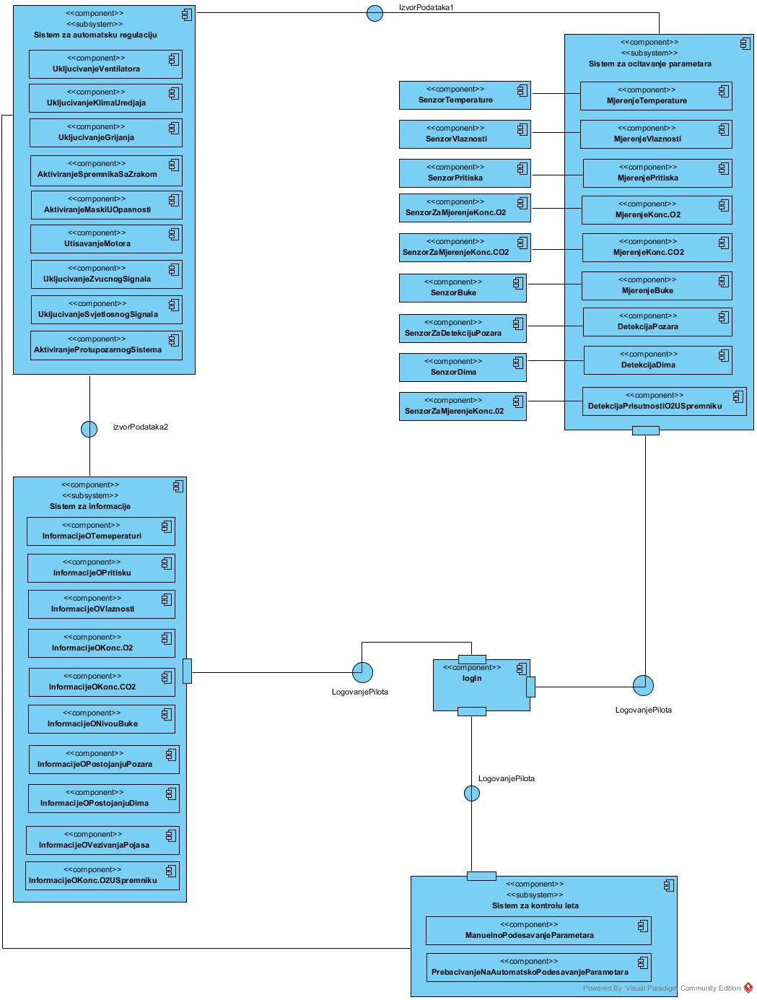 IzvorPodataka1
<<component>>
<<subsystem>>
Sistem za automatsku regulaciju
<<component>>
UkljucivanjeVentilatora
<<component>>
UkljucivanjeKlimaUredjaja
<<component>>
UkljucivanjeGrijanja
<<component>>
AktiviranjeSpremnikaSaZrakom
<<component>>
AktiviranjeMaskiUOpasnosti
<<component>>
UtisavanjeMotora
<<component>>
UkljucivanjeZvucnogSignala
<<component>>
UkljucivanjeSvjetlosnogSignala
<<component>>
AktiviranjeProtupozarnogSistema
<<component>>
SenzorTemperature
<<component>>
SenzorVlaznosti
<<component>>
SenzorPritiska
<<component>>
SenzorZaMjerenjeKonc.O2
<<component>>
SenzorZaMjerenjeKonc.CO2
<<component>>
SenzorBuke
<<component>>
SenzorZaDetekcijuPozara
<<component>>
SenzorDima
<<component>>
SenzorZaMjerenjeKonc.02
<<component>>
<<subsystem>>
Sistem za ocitavanje parametara
<<component>>
MjerenjeTemperature
<<component>>
MjerenjeVlaznosti
<<component>>
MjerenjePritiska
<<component>>
MjerenjeKonc.O2
<<component>>
MjerenjeKonc.CO2
<<component>>
MjerenjeBuke
<<component>>
DetekcijaPozara
<<component>>
DetekcijaDima
<<component>>
DetekcijaPrisutnostiO2USpremniku
izvorPodataka2
<<component>>
<<subsystem>>
Sistem za informacije
<<component>>
InformacijeOTemeperaturi
<<component>>
InformacijeOPritisku
<<component>>
InformacijeOVlaznosti
<<component>>
InformacijeOKonc.O2
<<component>>
InformacijeOKonc.CO2
<<component>>
InformacijeONivouBuke
<<component>>
InformacijeOPostojanjuPozara
<<component>>
InformacijeOPostojanjuDima
<<component>>
InformacijeOVezivanjaPojasa
<<component>>
InformacijeOKonc.O2USpremniku
<<component>>
logIn
LogovanjePilota
LogovanjePilota
LogovanjePilota
<<component>>
<<subsystem>>
Sistem za kontrolu leta
<<component>>
ManuelnoPodesavanjeParametara
<<component>>
PrebacivanjeNaAutomatskoPodesavanjeParametara
Powered By Visual Paradigm Community Edition